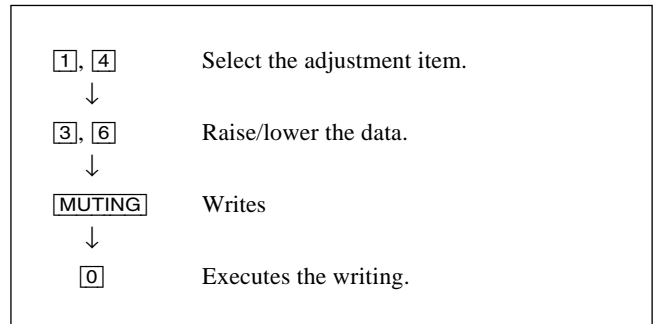 1, 4 Select the adjustment item.
↓
3, 6 Raise/lower the data.
↓
MUTING Writes
↓
0 Executes the writing.